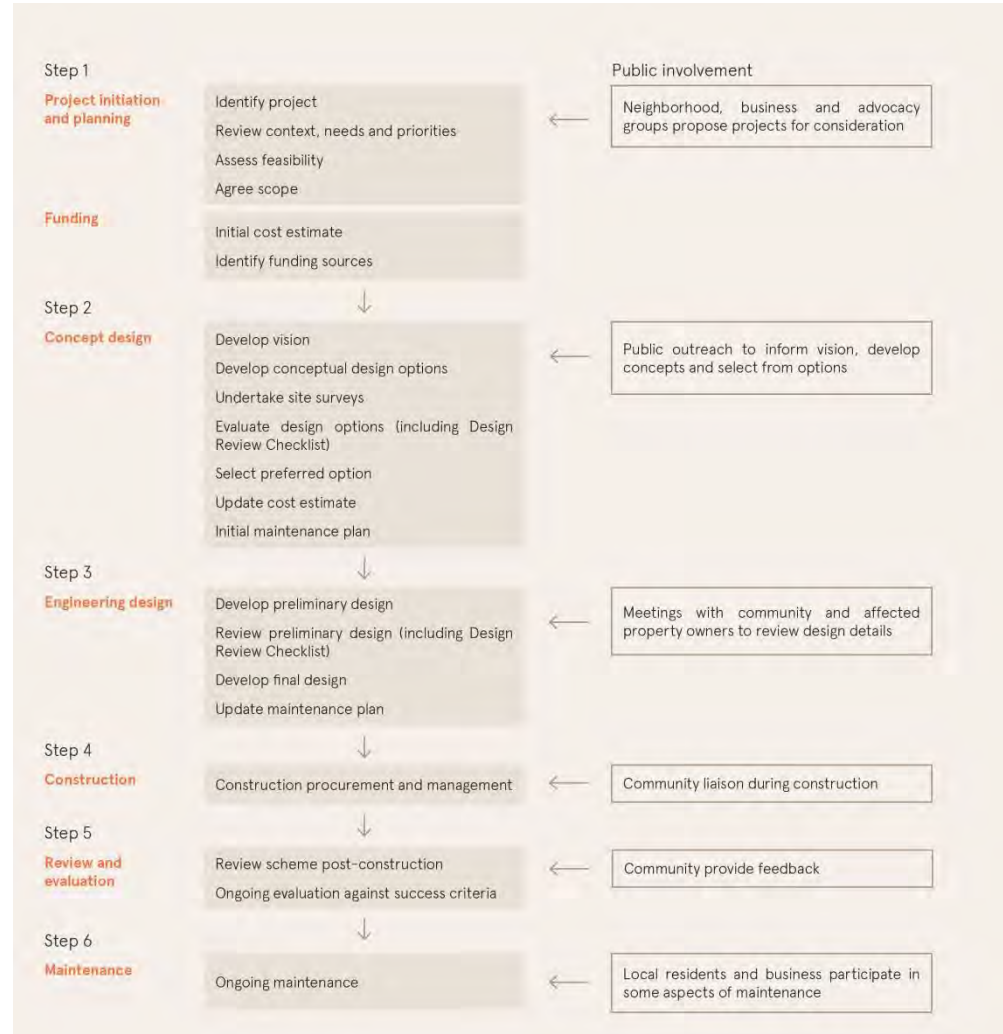 Step 1
Public involvement
Project initiation
and planning
Identify project
Review context, needs and priorities
Assess feasibility
Agree scope
Neighborhood, business and advocacy
groups propose projects for consideration
Funding
Initial cost estimate
Identify funding sources
Step 2
Concept design
Develop vision
Develop conceptual design options
Undertake site surveys
Evaluate design options (including Design
Review Checklist)
Select preferred option
Update cost estimate
Initial maintenance plan
Public outreach to inform vision, develop
concepts and select from options
Step 3
Engineering design
Develop preliminary design
Review preliminary design (including Design
Review Checklist)
Develop final design
Update maintenance plan
Meetings with community and affected
property owners to review design details
Step 4
Construction
Construction procurement and management
Community liaison during construction
Step 5
Review and
evaluation
Review scheme post-construction
Ongoing evaluation against success criteria
Community provide feedback
Step 6
Maintenance
Ongoing maintenance
Local residents and business participate in
some aspects of maintenance